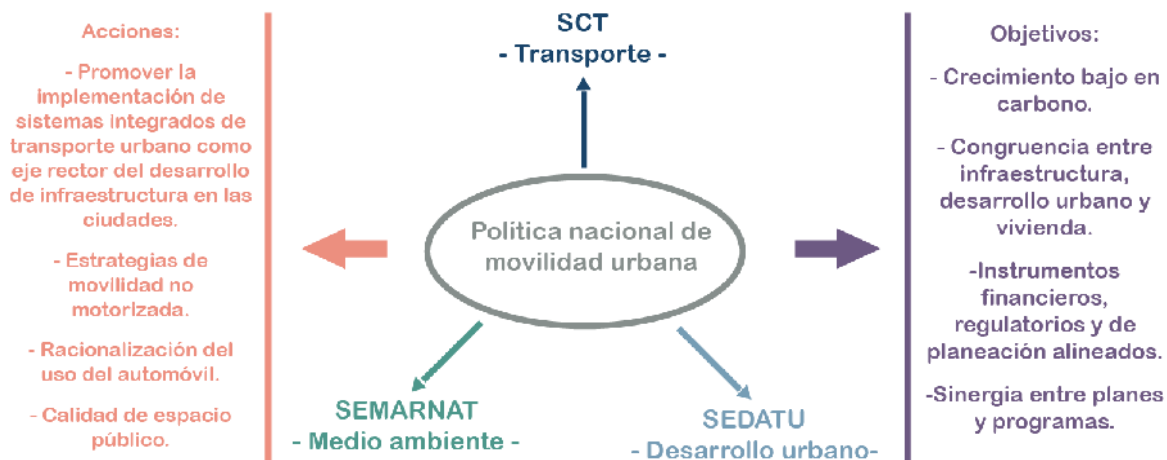 Acciones:
- Promover la
implementación de
sistemas integrados de
transporte urbano como
eje rector del desarrollo
de infraestructura en las
ciudades.
- Estrategias de
movilidad no
motorizada.
- Racionalización del
uso del automóvil.
- Calidad de espacio
público.
SCT
- Transporte -
Política nacional de
movilidad urbana
SEMARNAT
- Medio ambiente -
SEDATU
- Desarrollo urbano-
Objetivos:
- Crecimiento bajo en
carbono.
- Congruencia entre
infraestructura,
desarrollo urbano y
vivienda.
-Instrumentos
financieros,
regulatorios y de
planeación alineados.
-Sinergia entre planes
y programas.